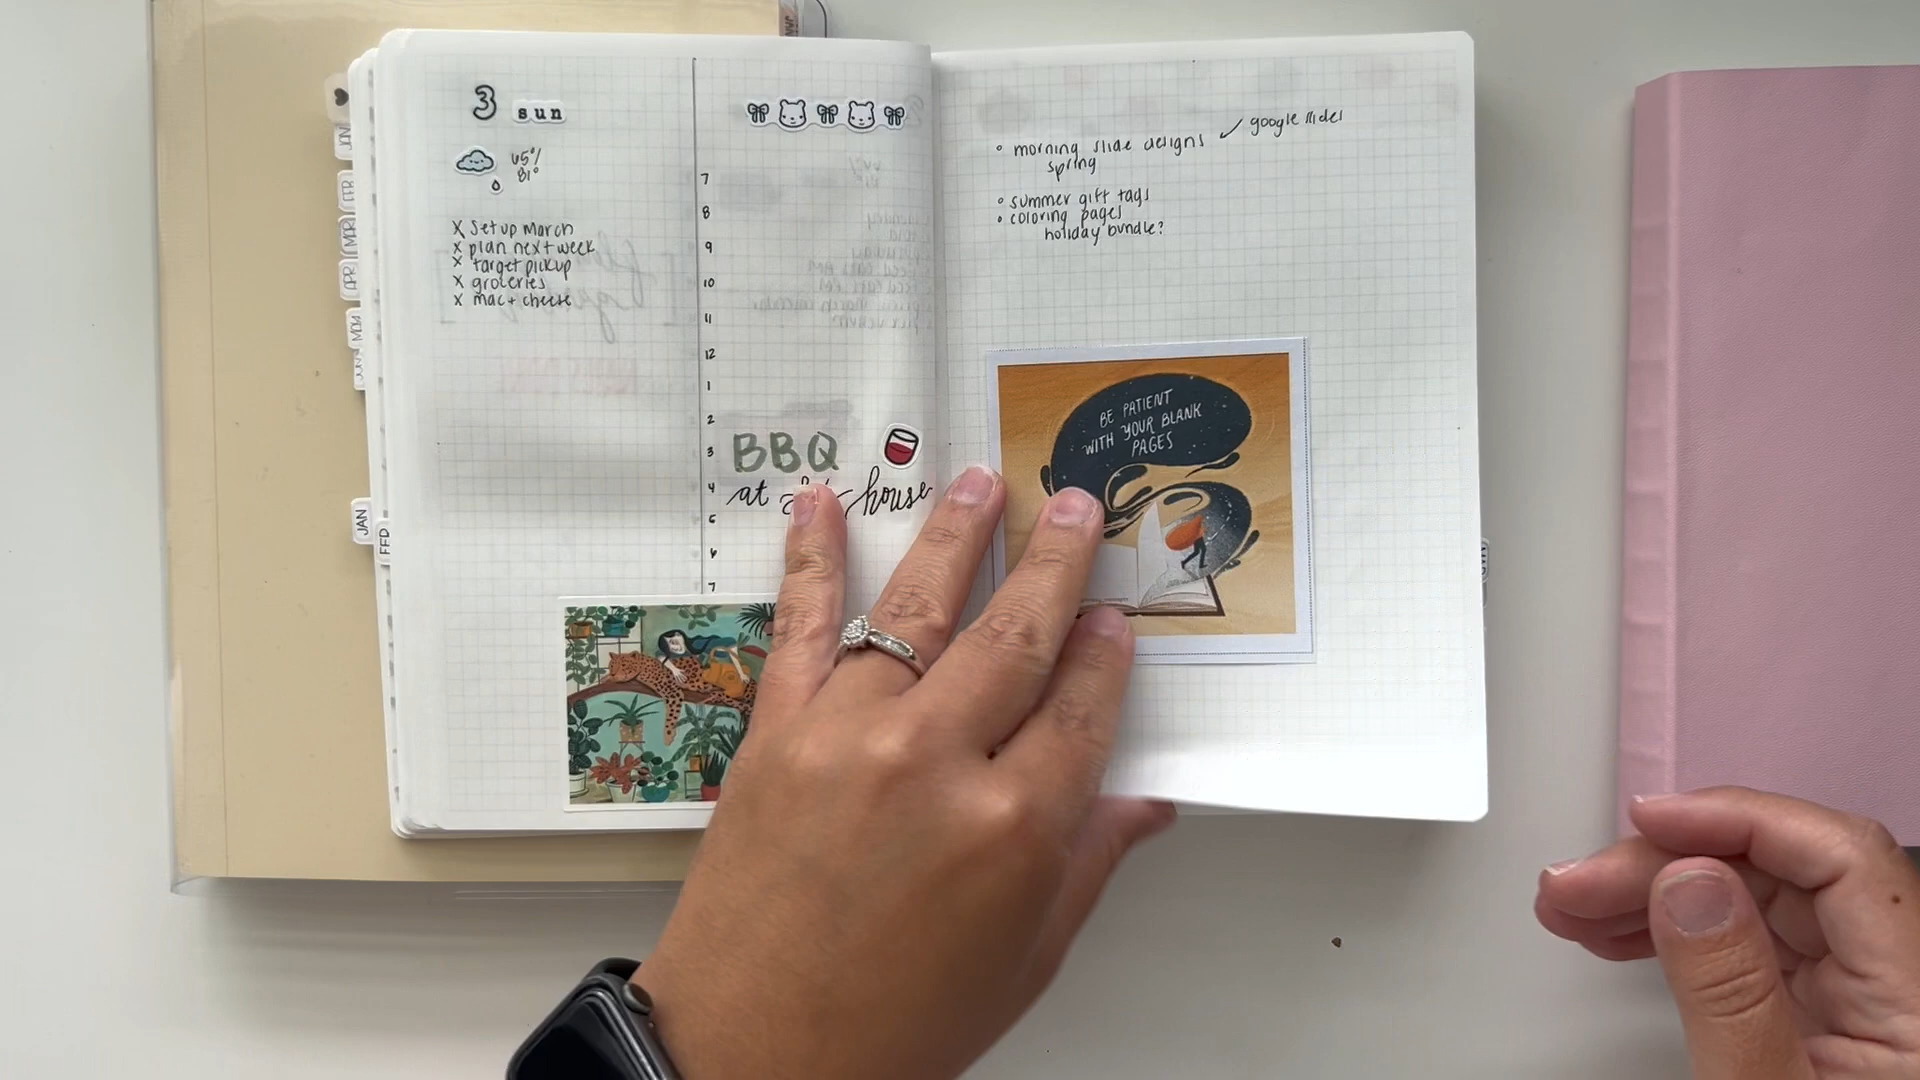 3 sun
65°/
81°
X Set up March
X plan next week
X target pickup
X groceries
X mac + cheese
7
8
9
10
11
12
1
2
3
4
5
6
7
BBQ
at house
• morning slide designs ✓ google slides
spring
• summer gift tags
• coloring pages
holiday bundle?
BE PATIENT
WITH YOUR BLANK
PAGES
JAN
FEB
MAR
APR
MAY
JUN
JAN
FEB